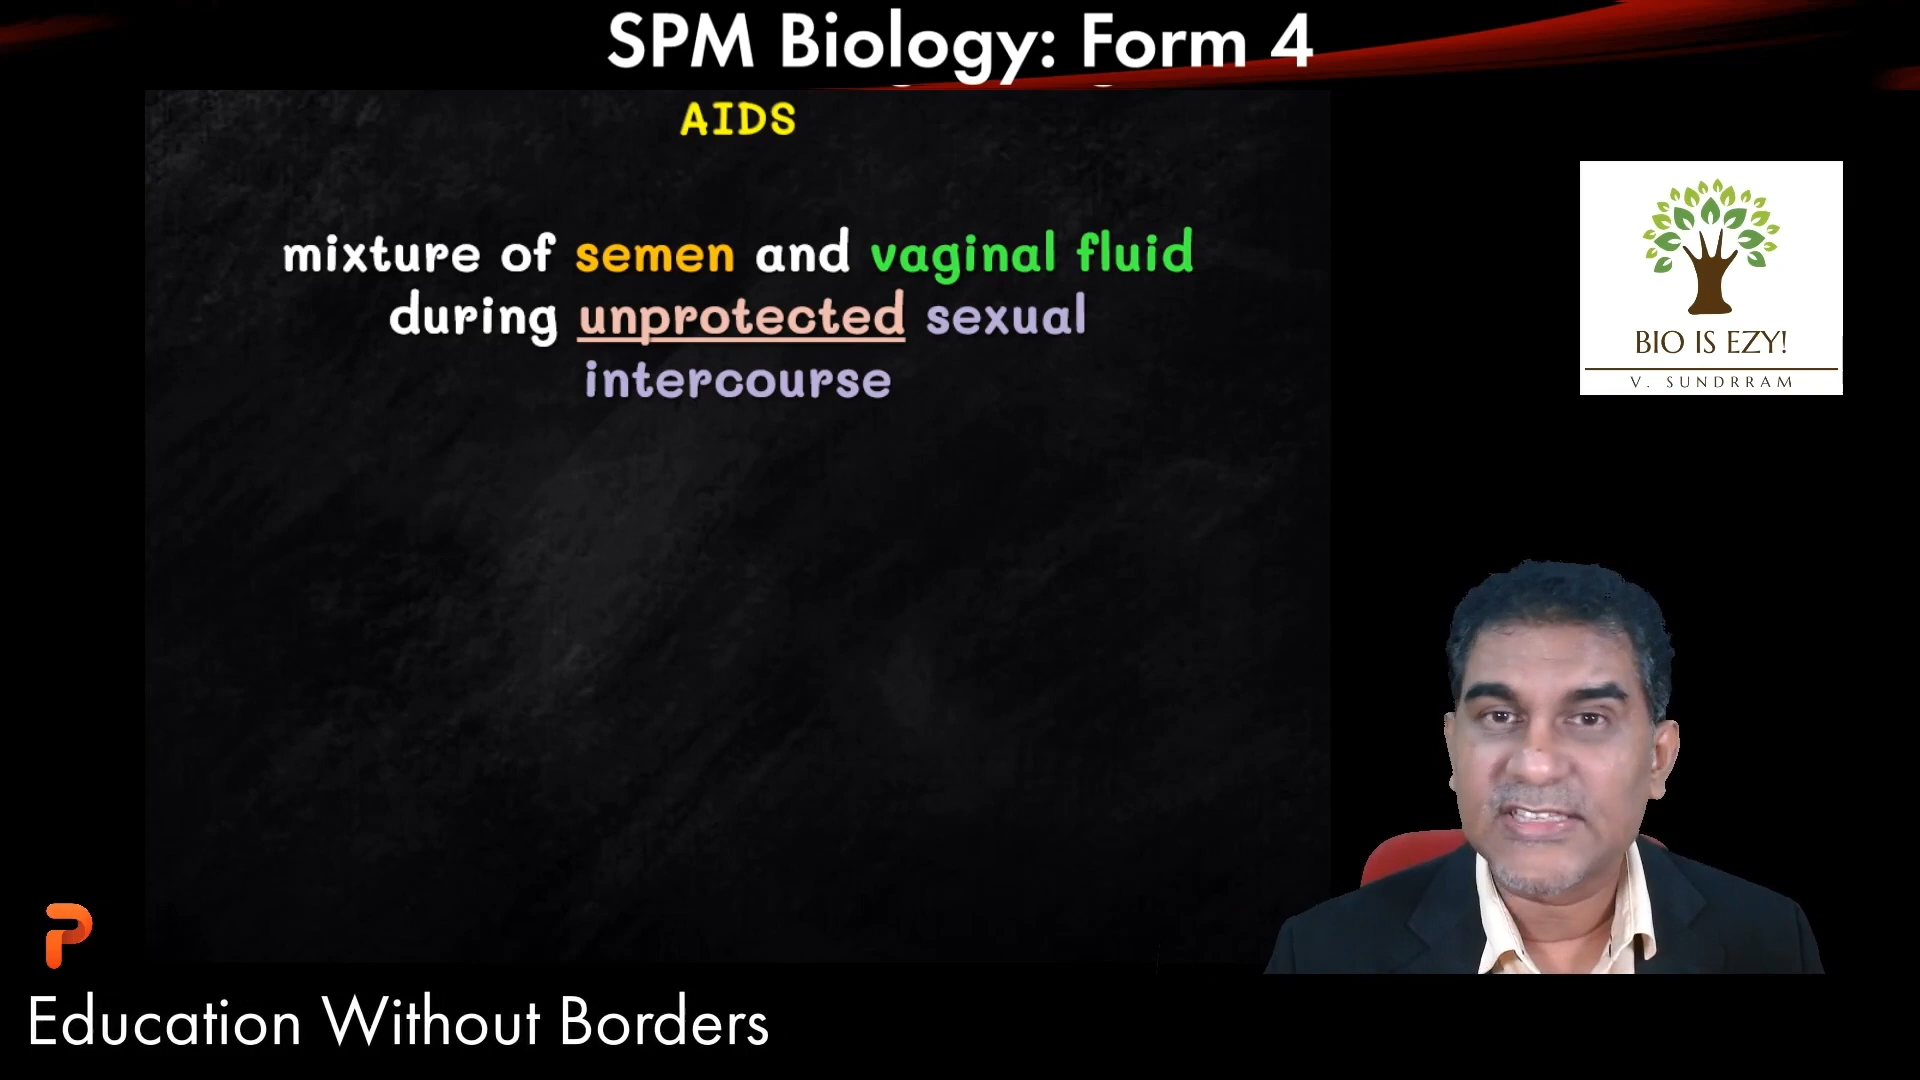 SPM Biology: Form 4
AIDS
mixture of semen and vaginal fluid
during unprotected sexual
intercourse
BIO IS EZY!
V. SUNDRRAM
Education Without Borders